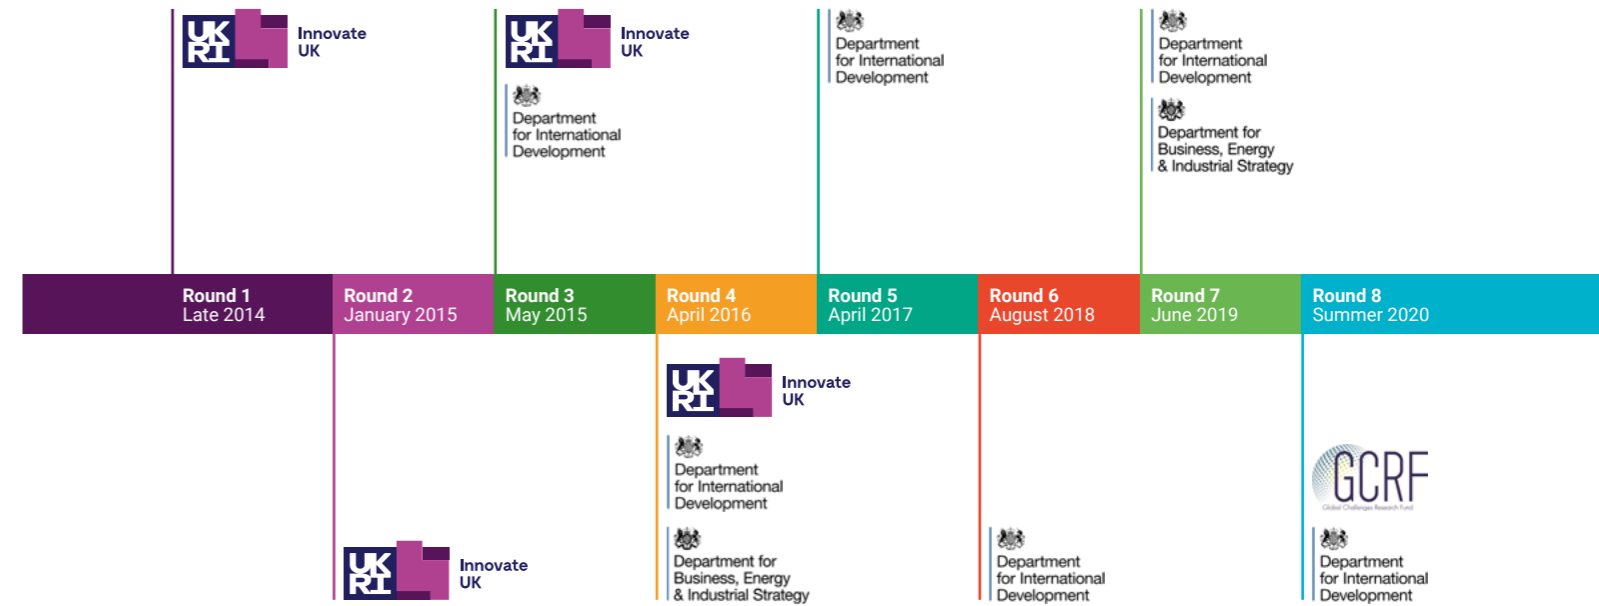 UK
RI
Innovate
UK
UK
RI
Innovate
UK
Department
for International
Development
Department
for International
Development
Department
for International
Development
Department for
Business, Energy
& Industrial Strategy
Round 1
Late 2014
Round 2
January 2015
Round 3
May 2015
Round 4
April 2016
Round 5
April 2017
Round 6
August 2018
Round 7
June 2019
Round 8
Summer 2020
UK
RI
Innovate
UK
UK
RI
Innovate
UK
Department
for International
Development
Department for
Business, Energy
& Industrial Strategy
Department
for International
Development
GCRF
Global Challenges Research Fund
Department
for International
Development